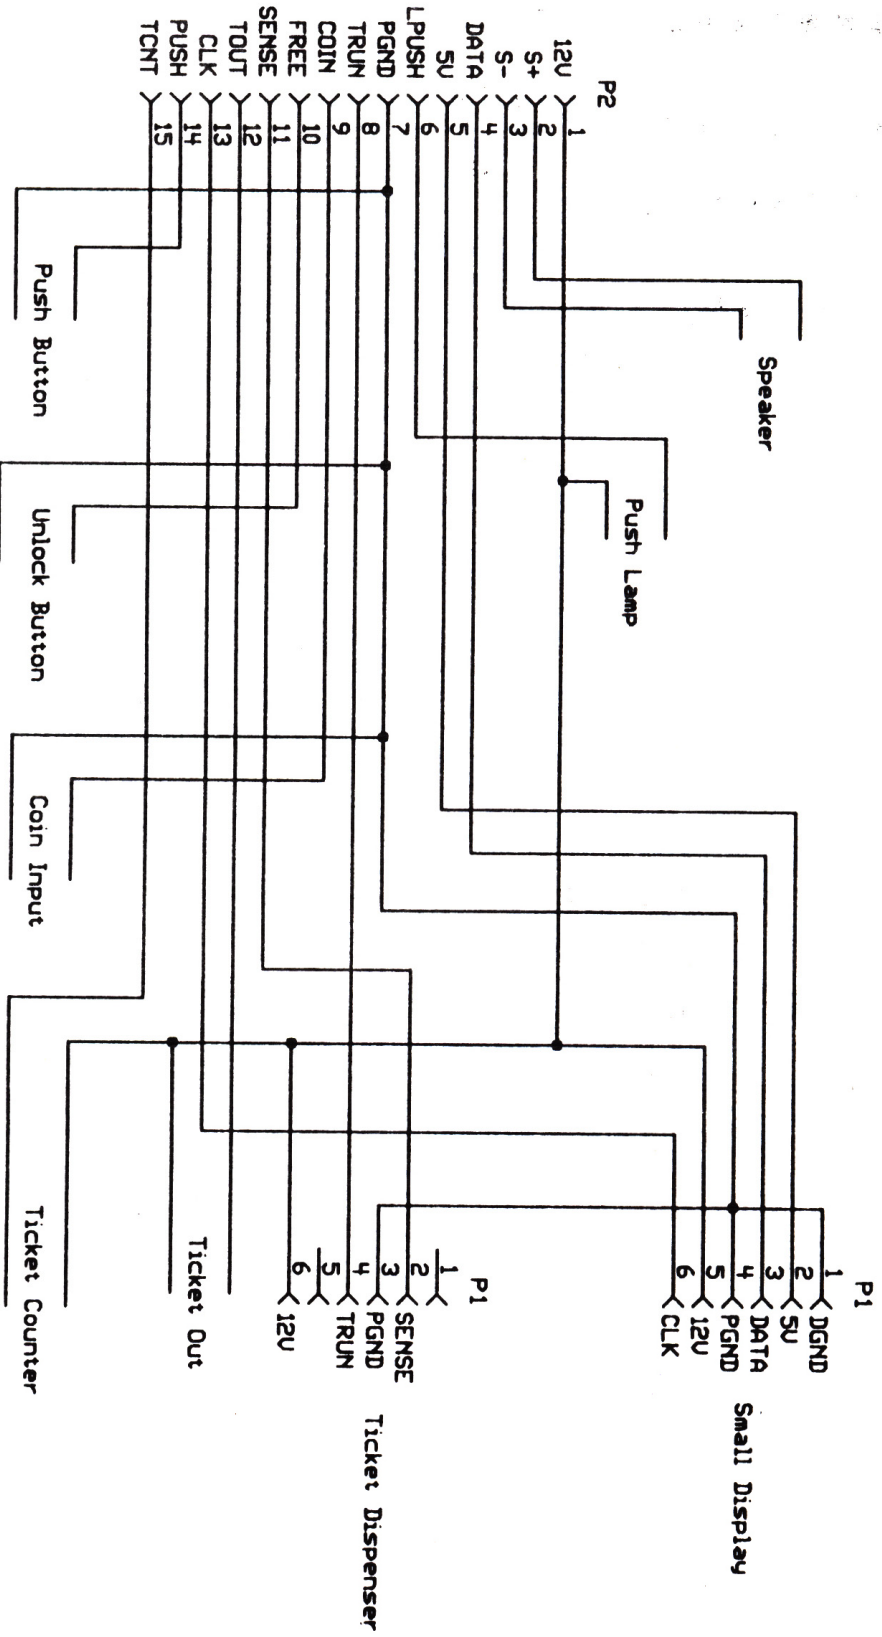 P2
12V 1
S+ 2
S- 3
DATA 4
5V 5
LPUSH 6
PGND 7
TRUN 8
COIN 9
FREE 10
SENSE 11
TOUT 12
CLK 13
PUSH 14
TCNT 15
Speaker
Push Lamp
Push Button
Unlock Button
Coin Input
Ticket Counter
Ticket Out
P1
1 DGND
2 5V
3 DATA
4 PGND
5 12V
6 CLK
Small Display
P1
1
2 SENSE
3 PGND
4 TRUN
5
6 12V
Ticket Dispenser